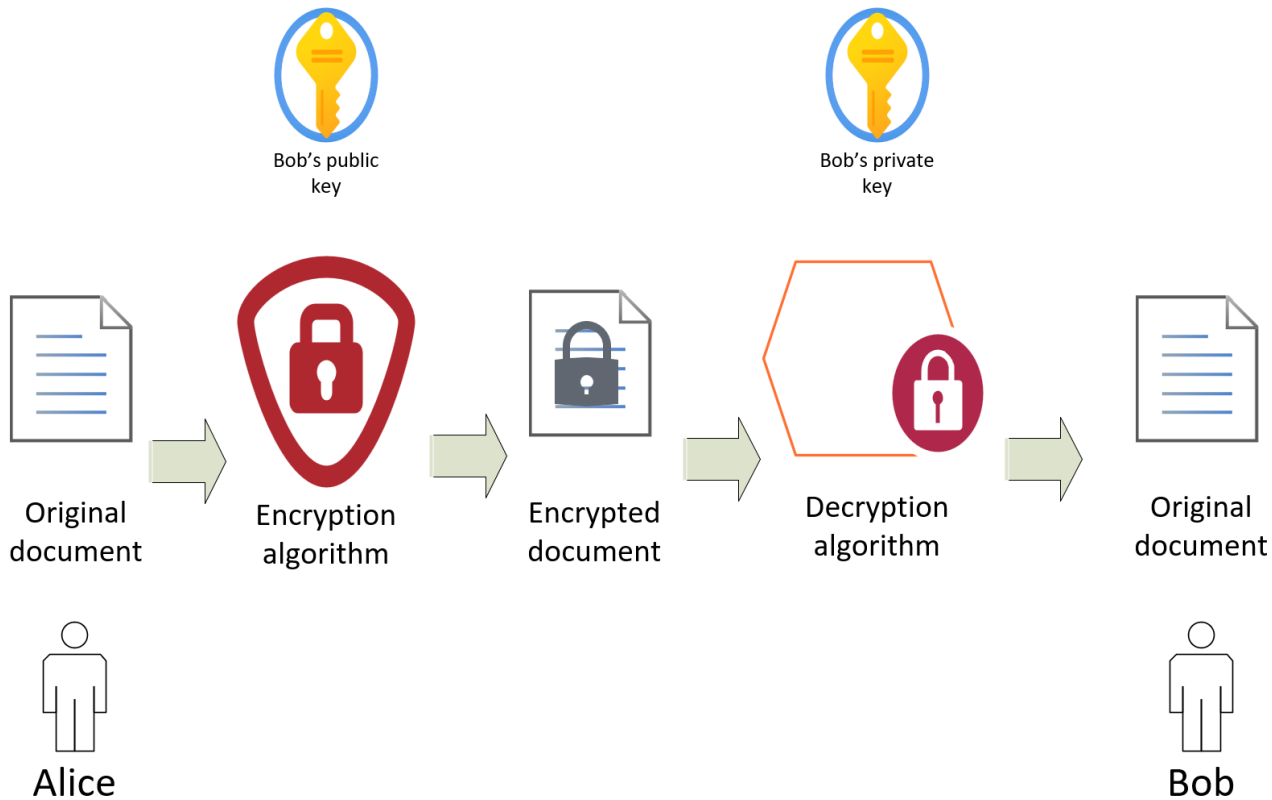 Bob’s public
key
Bob’s private
key
Original
document
Encryption
algorithm
Encrypted
document
Decryption
algorithm
Original
document
Alice
Bob